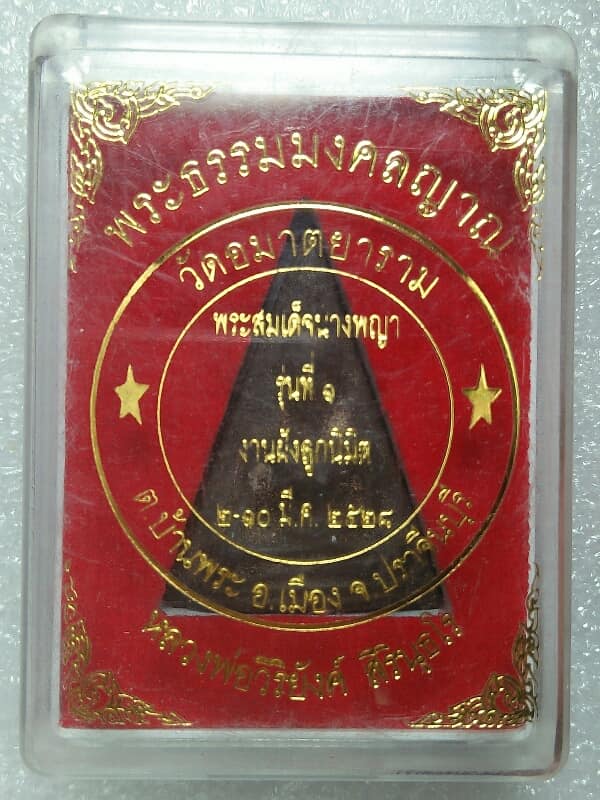 พระธรรมมงคลญาณ
วัดอมาตยาราม
พระสมเด็จนางพญา
รุ่นที่ ๑
งานฝังลูกนิมิต
๒-๑๐ มี.ค. ๒๕๒๘
ต.บ้านพระ อ.เมือง จ.ปราจีนบุรี
หลวงพ่อวิริยังค์ สิรินฺธโร